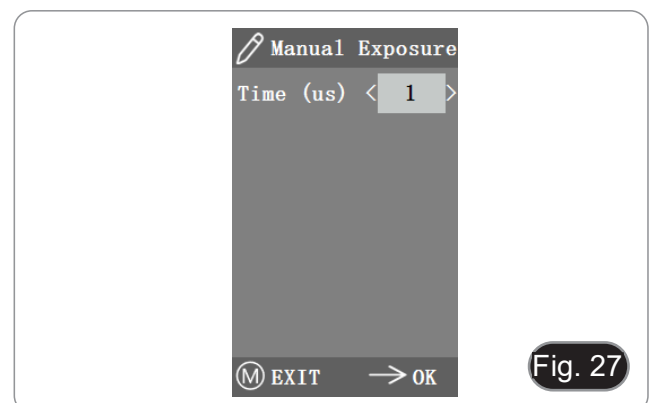 Manual Exposure
Time (us) < 1 >
M EXIT → OK
Fig. 27